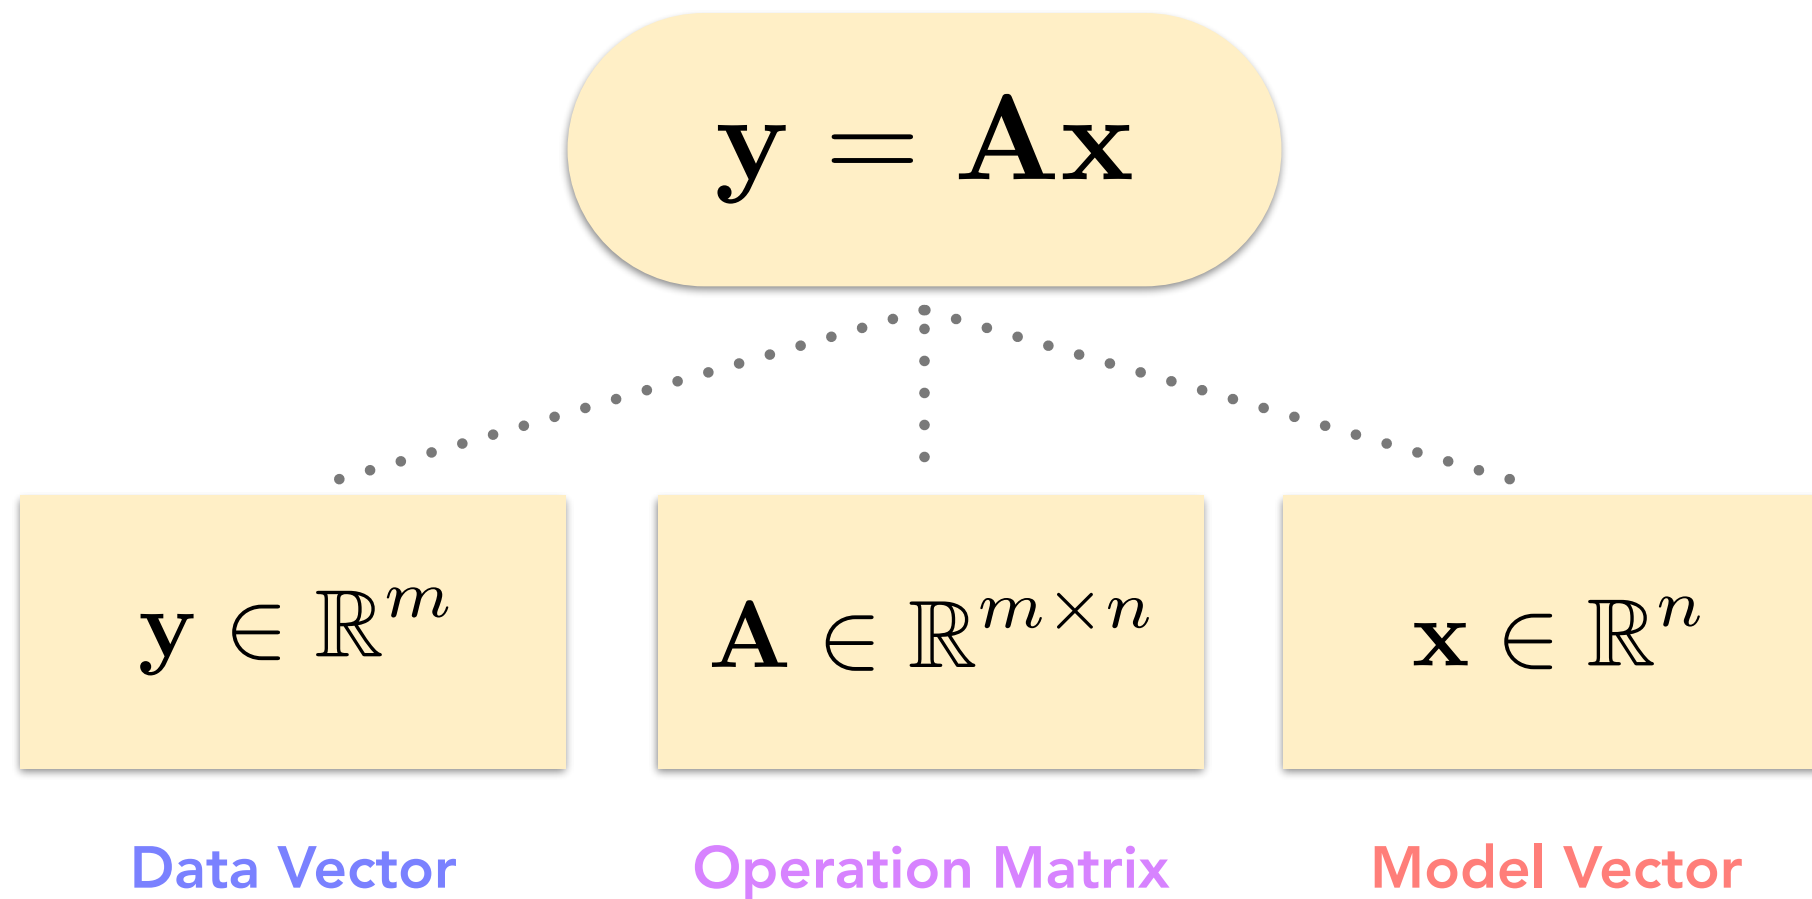 y = Ax
y ∈ ℝ^m
A ∈ ℝ^{m×n}
x ∈ ℝ^n
Data Vector
Operation Matrix
Model Vector